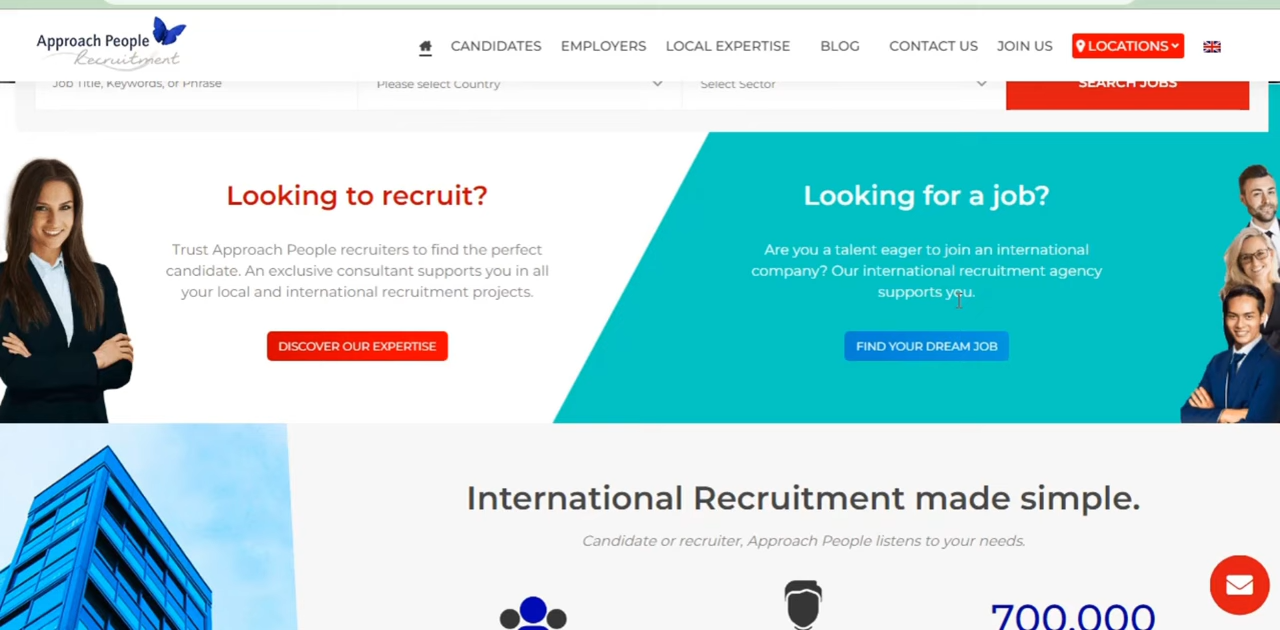 Approach People
Recruitment
CANDIDATES EMPLOYERS LOCAL EXPERTISE BLOG CONTACT US JOIN US LOCATIONS
Job Title, Keywords, or Phrase Please select Country Select Sector SEARCH JOBS
Looking to recruit?
Trust Approach People recruiters to find the perfect
candidate. An exclusive consultant supports you in all
your local and international recruitment projects.
DISCOVER OUR EXPERTISE
Looking for a job?
Are you a talent eager to join an international
company? Our international recruitment agency
supports you.
FIND YOUR DREAM JOB
International Recruitment made simple.
Candidate or recruiter, Approach People listens to your needs.
700,000